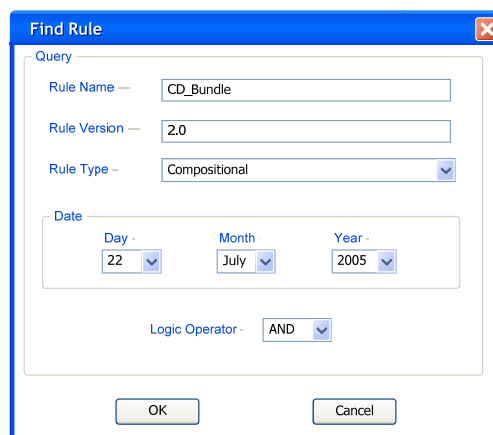 Find Rule
Query
Rule Name
CD_Bundle
Rule Version
2.0
Rule Type
Compositional
Date
Day Month Year
22 July 2005
Logic Operator AND
OK Cancel